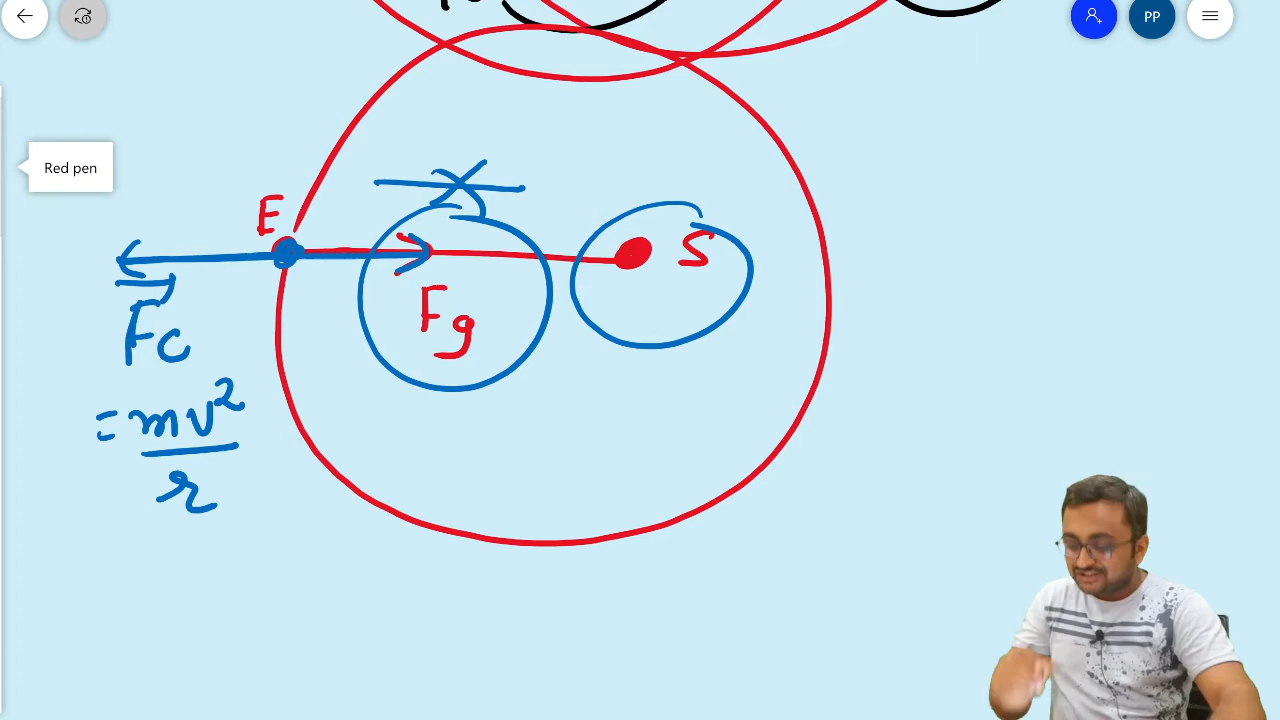 PP
Red pen
E
S
Fg
Fc
= mv²
r